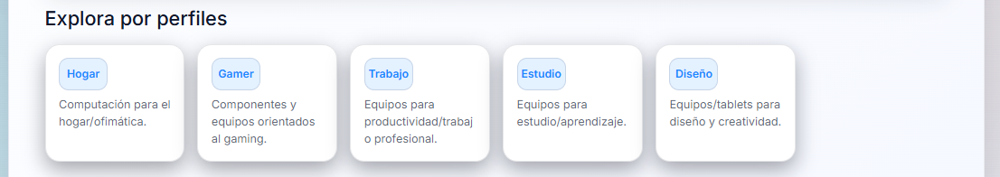 Explora por perfiles
Hogar
Computación para el
hogar/ofimática.
Gamer
Componentes y
equipos orientados
al gaming.
Trabajo
Equipos para
productividad/trabaj
o profesional.
Estudio
Equipos para
estudio/aprendizaje.
Diseño
Equipos/tablets para
diseño y creatividad.